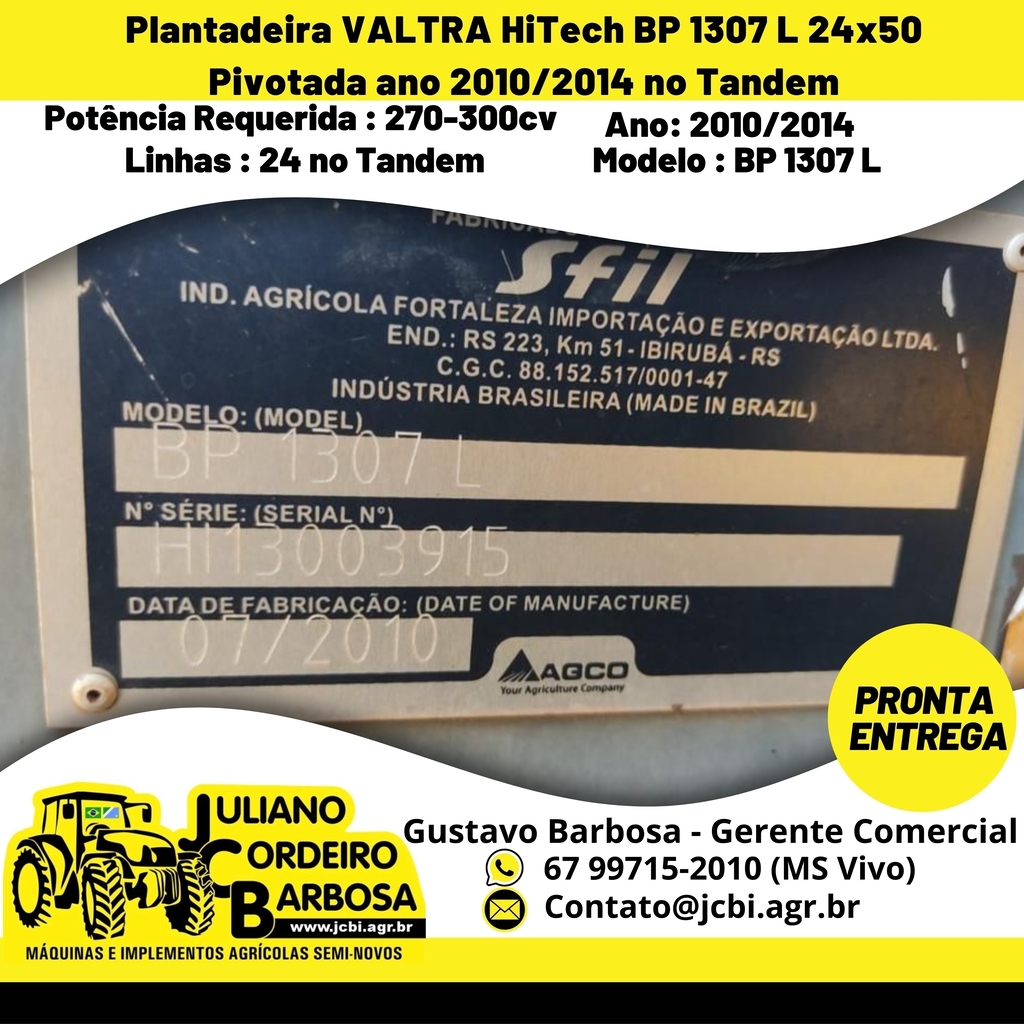 Plantadeira VALTRA HiTech BP 1307 L 24x50
Pivotada ano 2010/2014 no Tandem
Potência Requerida : 270-300cv
Ano: 2010/2014
Linhas : 24 no Tandem
Modelo : BP 1307 L
Sfil
IND. AGRÍCOLA FORTALEZA IMPORTAÇÃO E EXPORTAÇÃO LTDA.
END.: RS 223, Km 51 - IBIRUBÁ - RS
C.G.C. 88.152.517/0001-47
INDÚSTRIA BRASILEIRA (MADE IN BRAZIL)
MODELO: (MODEL)
BP 1307 L
Nº SÉRIE: (SERIAL Nº)
HI13003915
DATA DE FABRICAÇÃO: (DATE OF MANUFACTURE)
07/2010
AGCO
Your Agriculture Company
PRONTA
ENTREGA
JULIANO
CORDEIRO
BARBOSA
www.jcbi.agr.br
MÁQUINAS E IMPLEMENTOS AGRÍCOLAS SEMI-NOVOS
Gustavo Barbosa - Gerente Comercial
67 99715-2010 (MS Vivo)
Contato@jcbi.agr.br